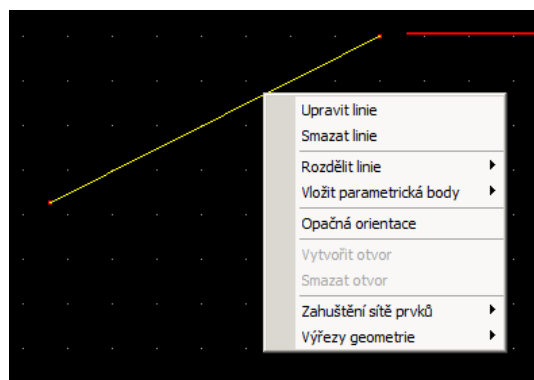 Upravit linie
Smazat linie
Rozdělit linie
Vložit parametrická body
Opačná orientace
Vytvořit otvor
Smazat otvor
Zahuštění sítě prvků
Výřezy geometrie